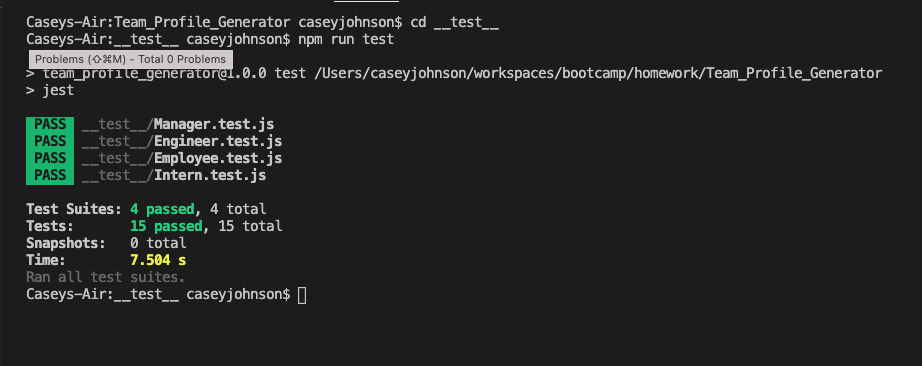 Caseys-Air:Team_Profile_Generator caseyjohnson$ cd __test__
Caseys-Air:__test__ caseyjohnson$ npm run test
Problems (⇧⌘M) - Total 0 Problems
> team_profile_generator@1.0.0 test /Users/caseyjohnson/workspaces/bootcamp/homework/Team_Profile_Generator
> jest
PASS __test__/Manager.test.js
PASS __test__/Engineer.test.js
PASS __test__/Employee.test.js
PASS __test__/Intern.test.js
Test Suites: 4 passed, 4 total
Tests: 15 passed, 15 total
Snapshots: 0 total
Time: 7.504 s
Ran all test suites.
Caseys-Air:__test__ caseyjohnson$